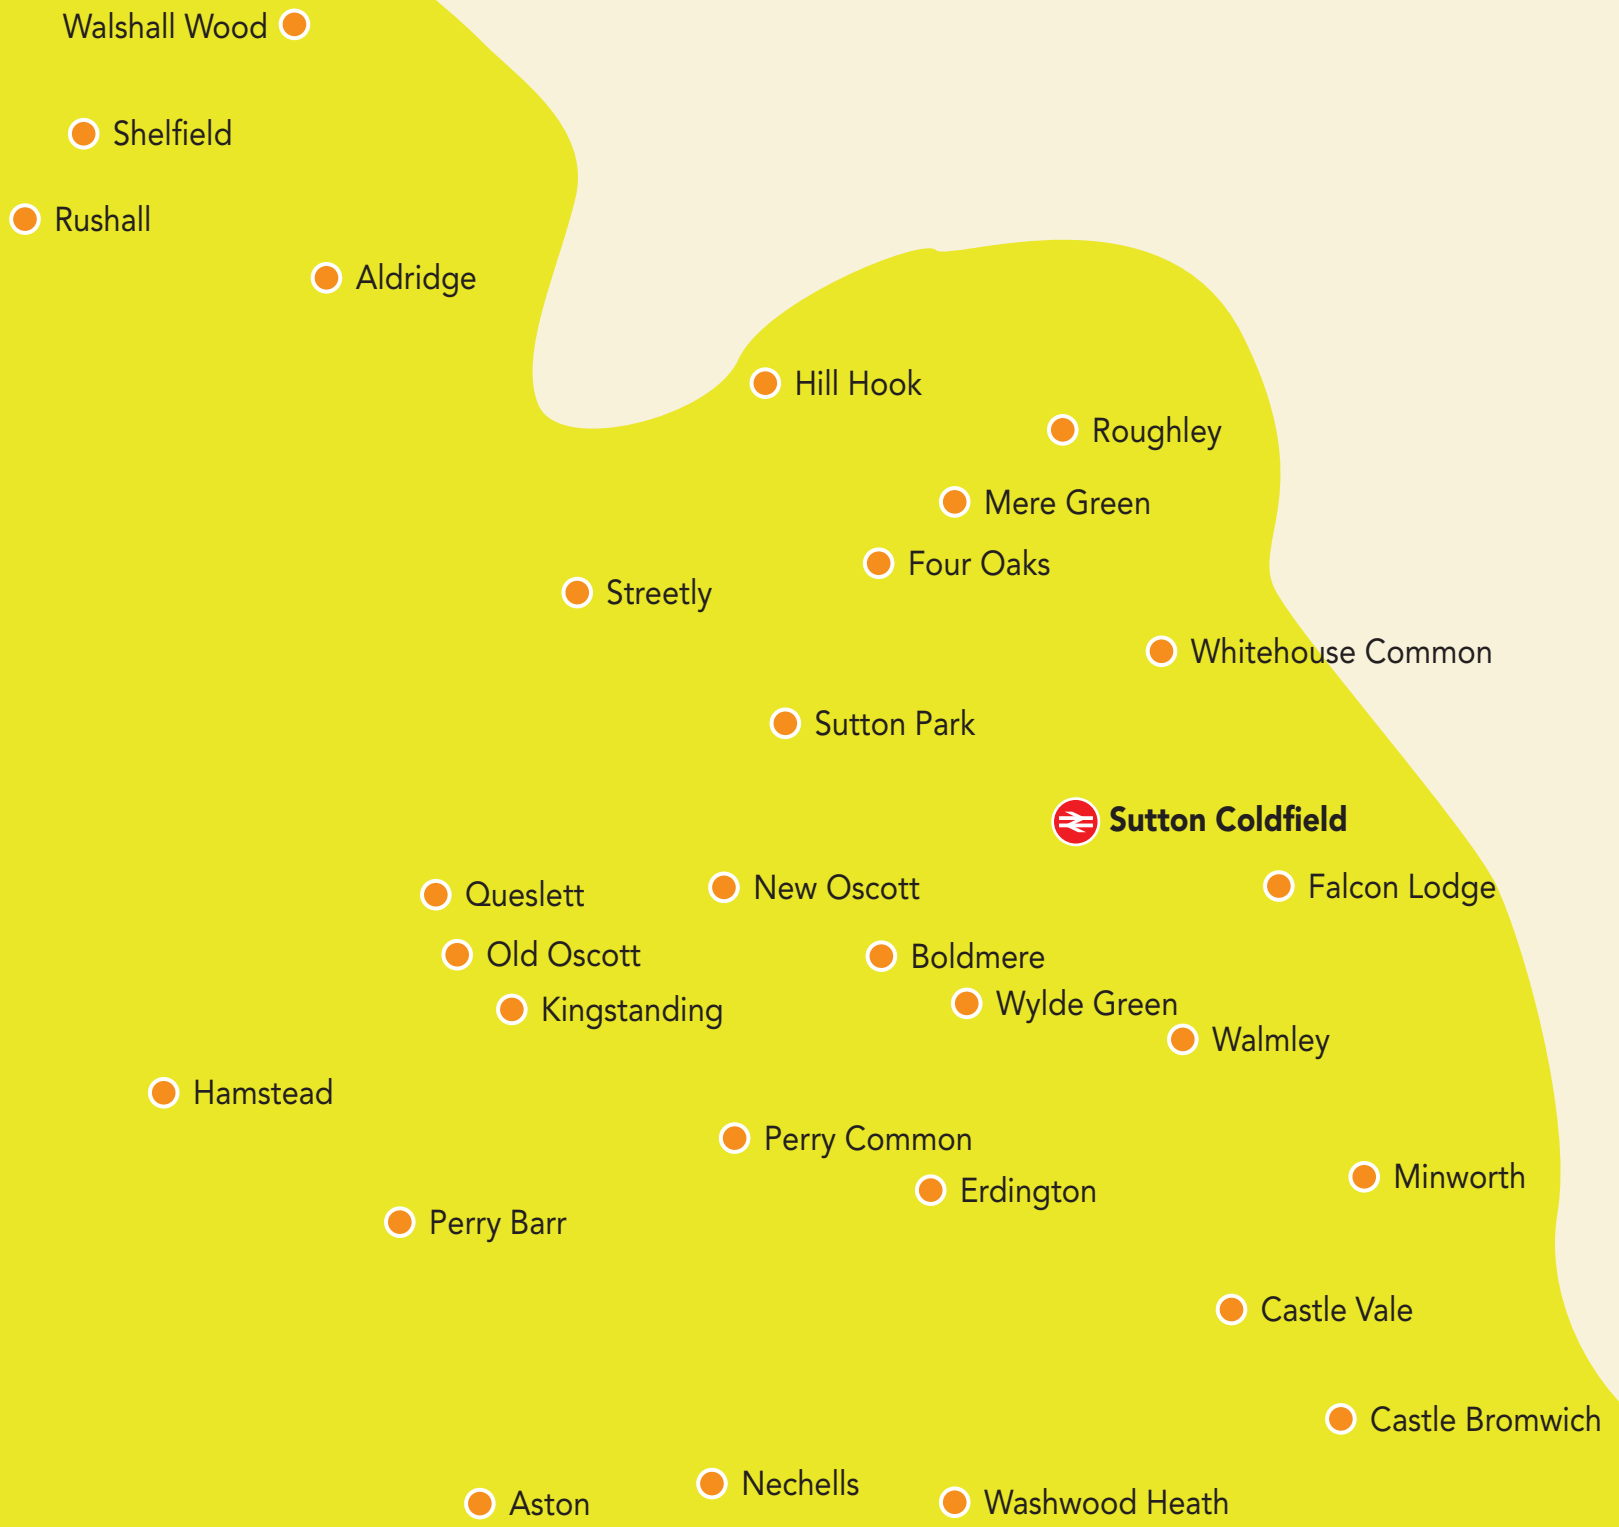 Walshall Wood
Shelfield
Rushall
Aldridge
Hill Hook
Roughley
Mere Green
Four Oaks
Streetly
Whitehouse Common
Sutton Park
Sutton Coldfield
Queslett
New Oscott
Falcon Lodge
Old Oscott
Boldmere
Kingstanding
Wylde Green
Walmley
Hamstead
Perry Common
Minworth
Erdington
Perry Barr
Castle Vale
Castle Bromwich
Nechells
Aston
Washwood Heath